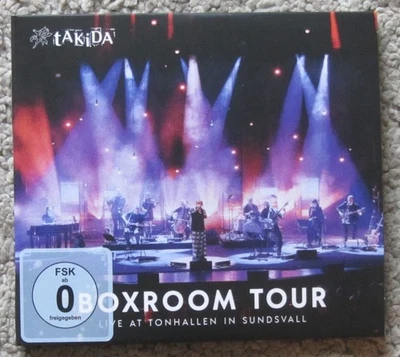 tAKiDA
FSK
ab
0
freigegeben
BOXROOM TOUR
LIVE AT TONHALLEN IN SUNDSVALL